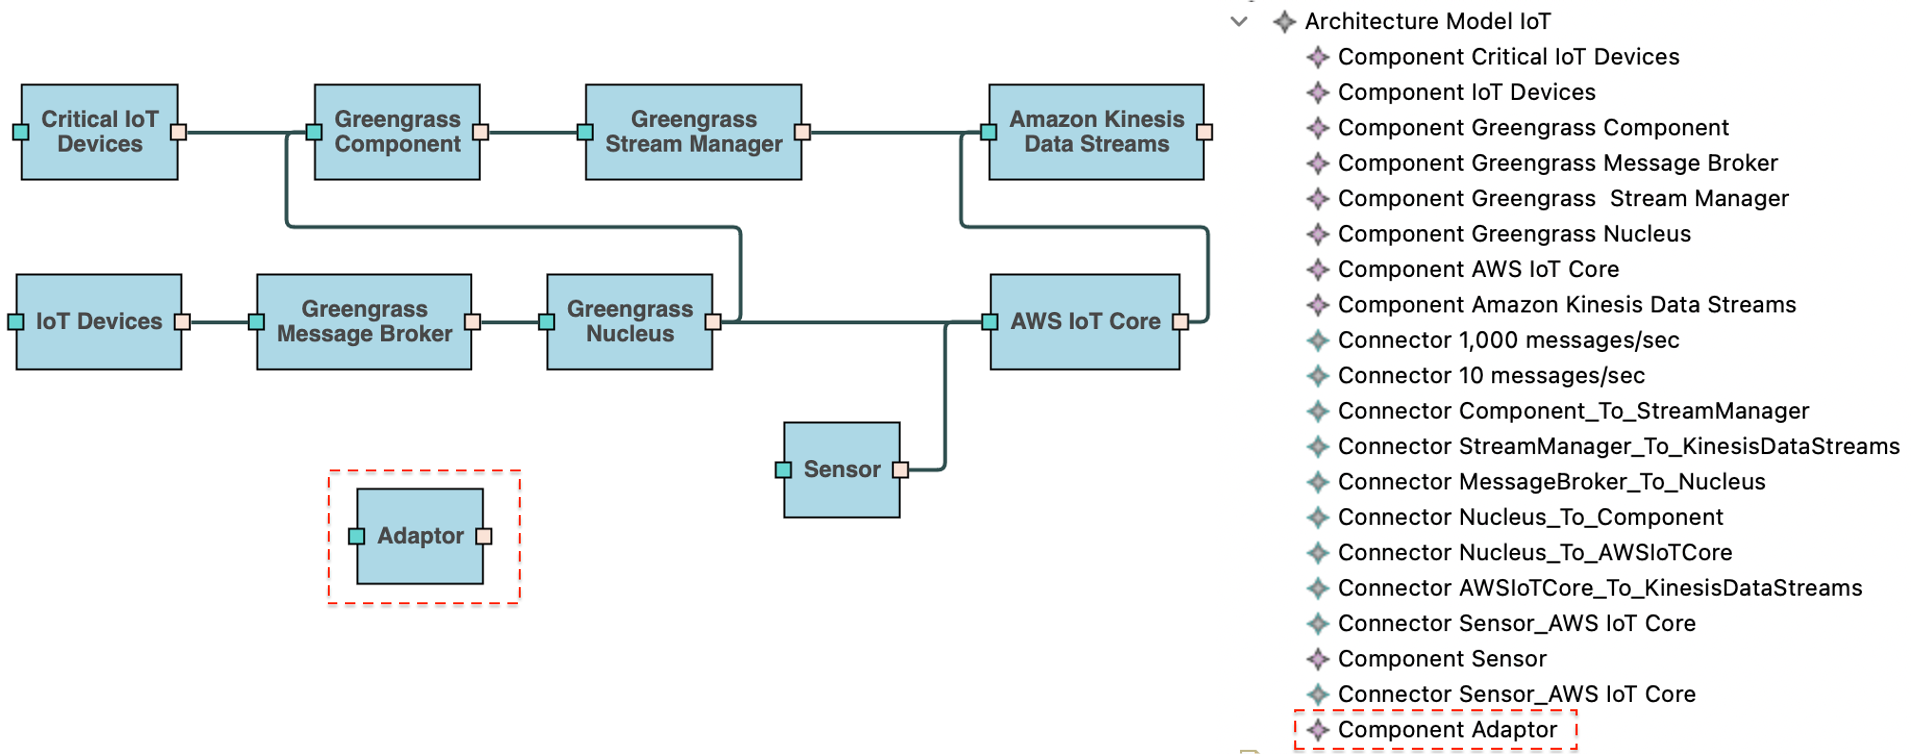 Critical IoT
Devices
Greengrass
Component
Greengrass
Stream Manager
Amazon Kinesis
Data Streams
IoT Devices
Greengrass
Message Broker
Greengrass
Nucleus
AWS IoT Core
Sensor
Adaptor
Architecture Model IoT
Component Critical IoT Devices
Component IoT Devices
Component Greengrass Component
Component Greengrass Message Broker
Component Greengrass  Stream Manager
Component Greengrass Nucleus
Component AWS IoT Core
Component Amazon Kinesis Data Streams
Connector 1,000 messages/sec
Connector 10 messages/sec
Connector Component_To_StreamManager
Connector StreamManager_To_KinesisDataStreams
Connector MessageBroker_To_Nucleus
Connector Nucleus_To_Component
Connector Nucleus_To_AWSIoTCore
Connector AWSIoTCore_To_KinesisDataStreams
Connector Sensor_AWS IoT Core
Component Sensor
Connector Sensor_AWS IoT Core
Component Adaptor